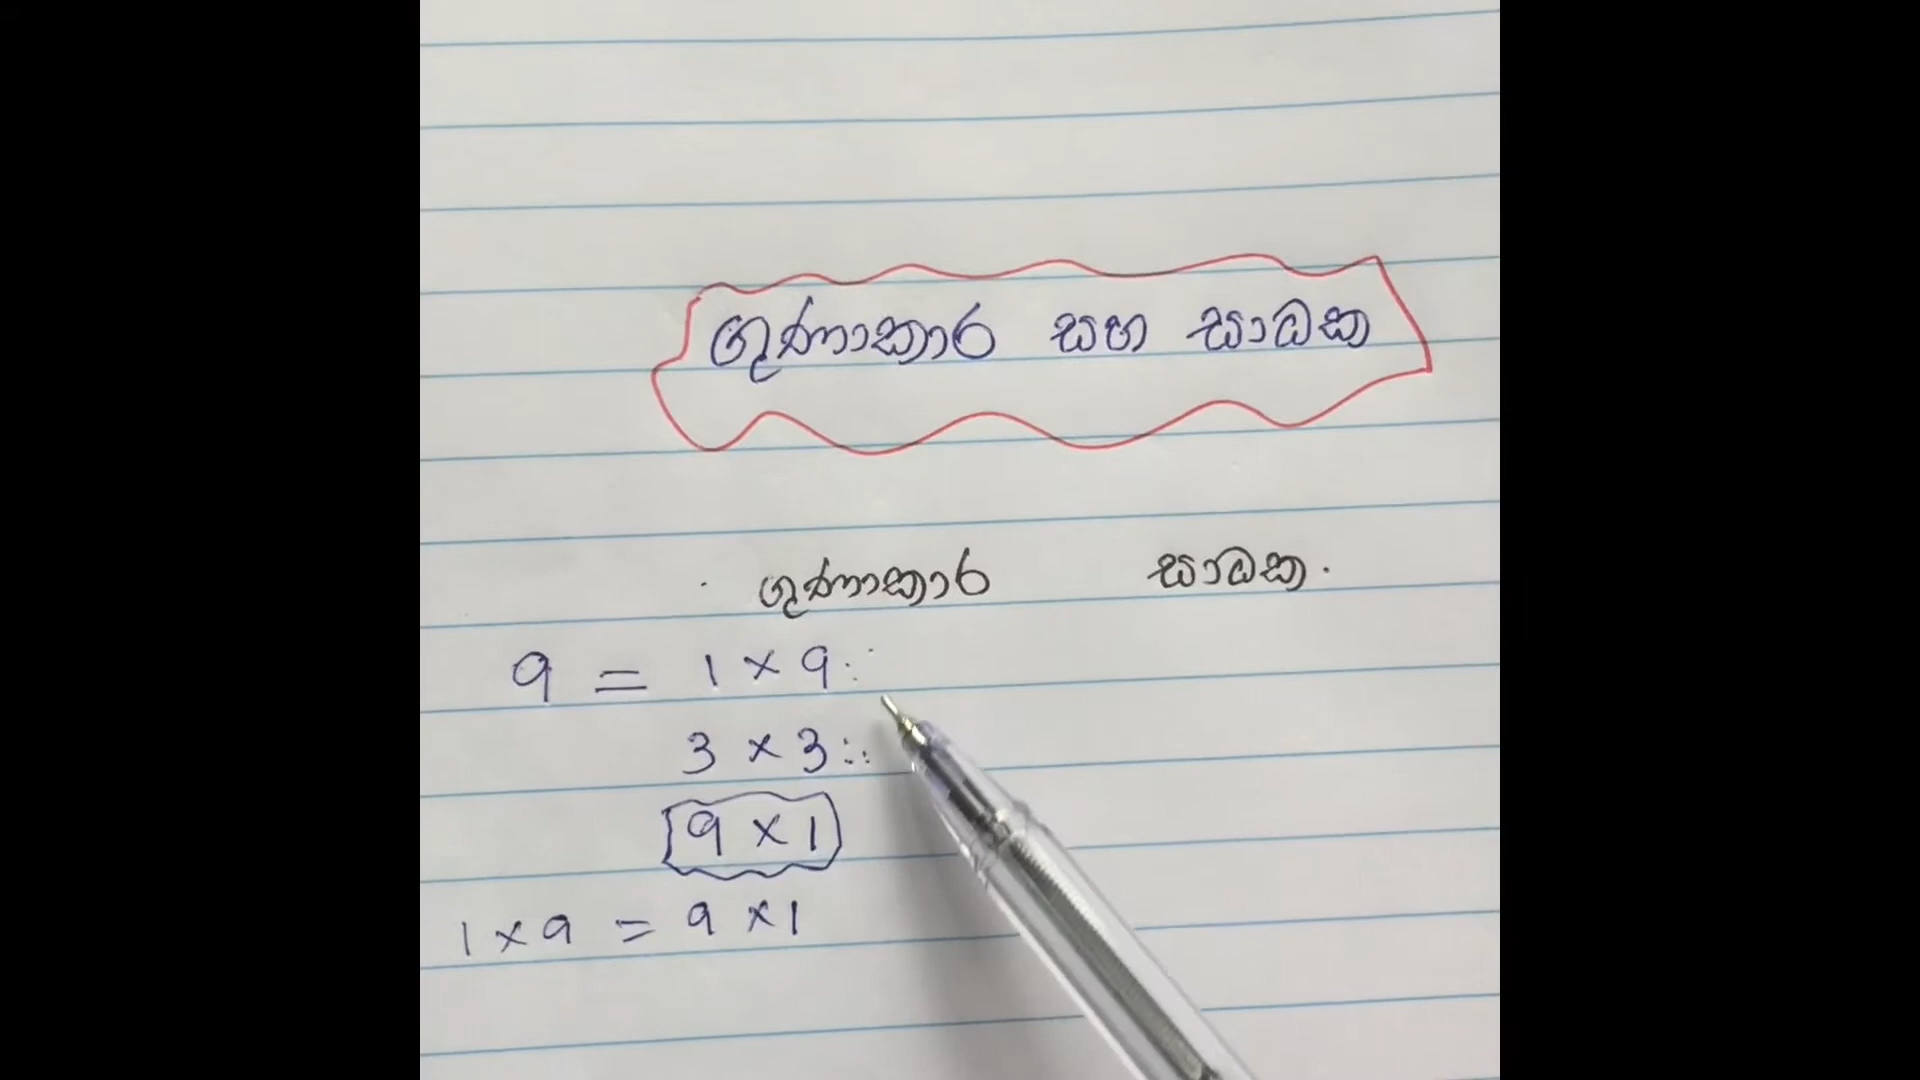 ගුණාකාර සහ සාධක
ගුණාකාර සාධක.
9 = 1 × 9
3 × 3
9 × 1
1 × 9 = 9 × 1